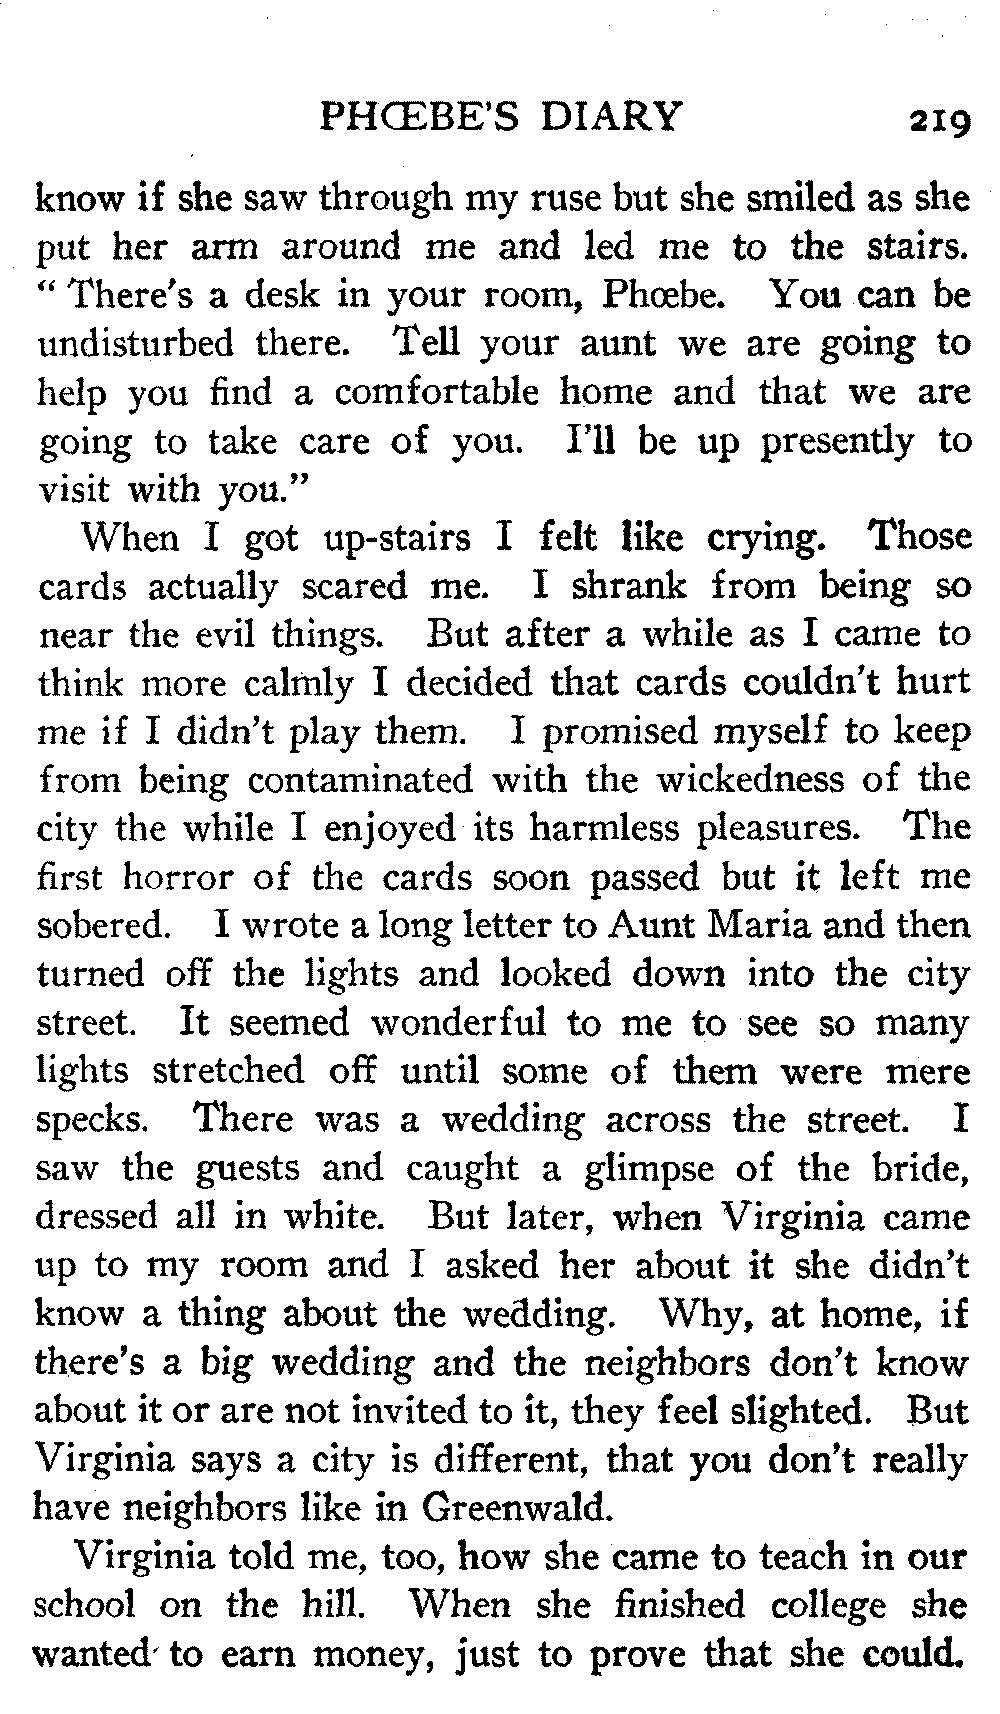 PHŒBE'S DIARY 219
know if she saw through my ruse but she smiled as she
put her arm around me and led me to the stairs.
“ There's a desk in your room, Phœbe. You can be
undisturbed there. Tell your aunt we are going to
help you find a comfortable home and that we are
going to take care of you. I'll be up presently to
visit with you.”
When I got up-stairs I felt like crying. Those
cards actually scared me. I shrank from being so
near the evil things. But after a while as I came to
think more calmly I decided that cards couldn't hurt
me if I didn't play them. I promised myself to keep
from being contaminated with the wickedness of the
city the while I enjoyed its harmless pleasures. The
first horror of the cards soon passed but it left me
sobered. I wrote a long letter to Aunt Maria and then
turned off the lights and looked down into the city
street. It seemed wonderful to me to see so many
lights stretched off until some of them were mere
specks. There was a wedding across the street. I
saw the guests and caught a glimpse of the bride,
dressed all in white. But later, when Virginia came
up to my room and I asked her about it she didn't
know a thing about the wedding. Why, at home, if
there's a big wedding and the neighbors don't know
about it or are not invited to it, they feel slighted. But
Virginia says a city is different, that you don't really
have neighbors like in Greenwald.
Virginia told me, too, how she came to teach in our
school on the hill. When she finished college she
wanted to earn money, just to prove that she could.